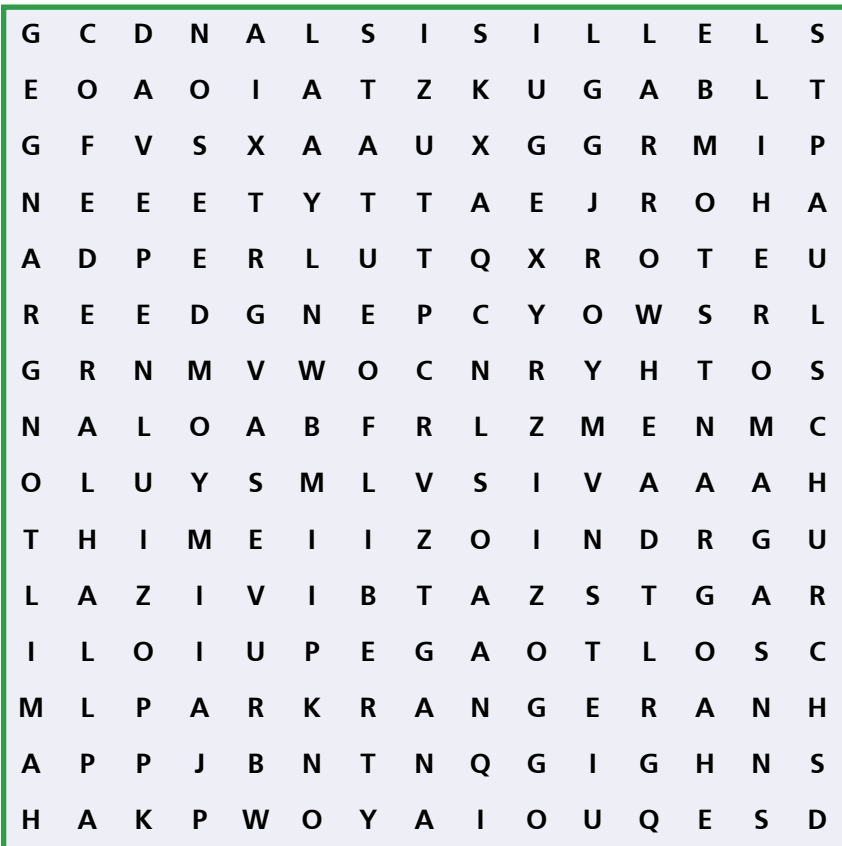 G C D N A L S I S I L L E L S
E O A O I A T Z K U G A B L T
G F V S X A A U X G G R M I P
N E E E T Y T T A E J R O H A
A D P E R L U T Q X R O T E U
R E E D G N E P C Y O W S R L
G R N M V W O C N R Y H T O S
N A L O A B F R L Z M E N M C
O L U Y S M L V S I V A A A H
T H I M E I I Z O I N D R G U
L A Z I V I B T A Z S T G A R
I L O I U P E G A O T L O S C
M L P A R K R A N G E R A N H
A P P J B N T N Q G I G H N S
H A K P W O Y A I O U Q E S D